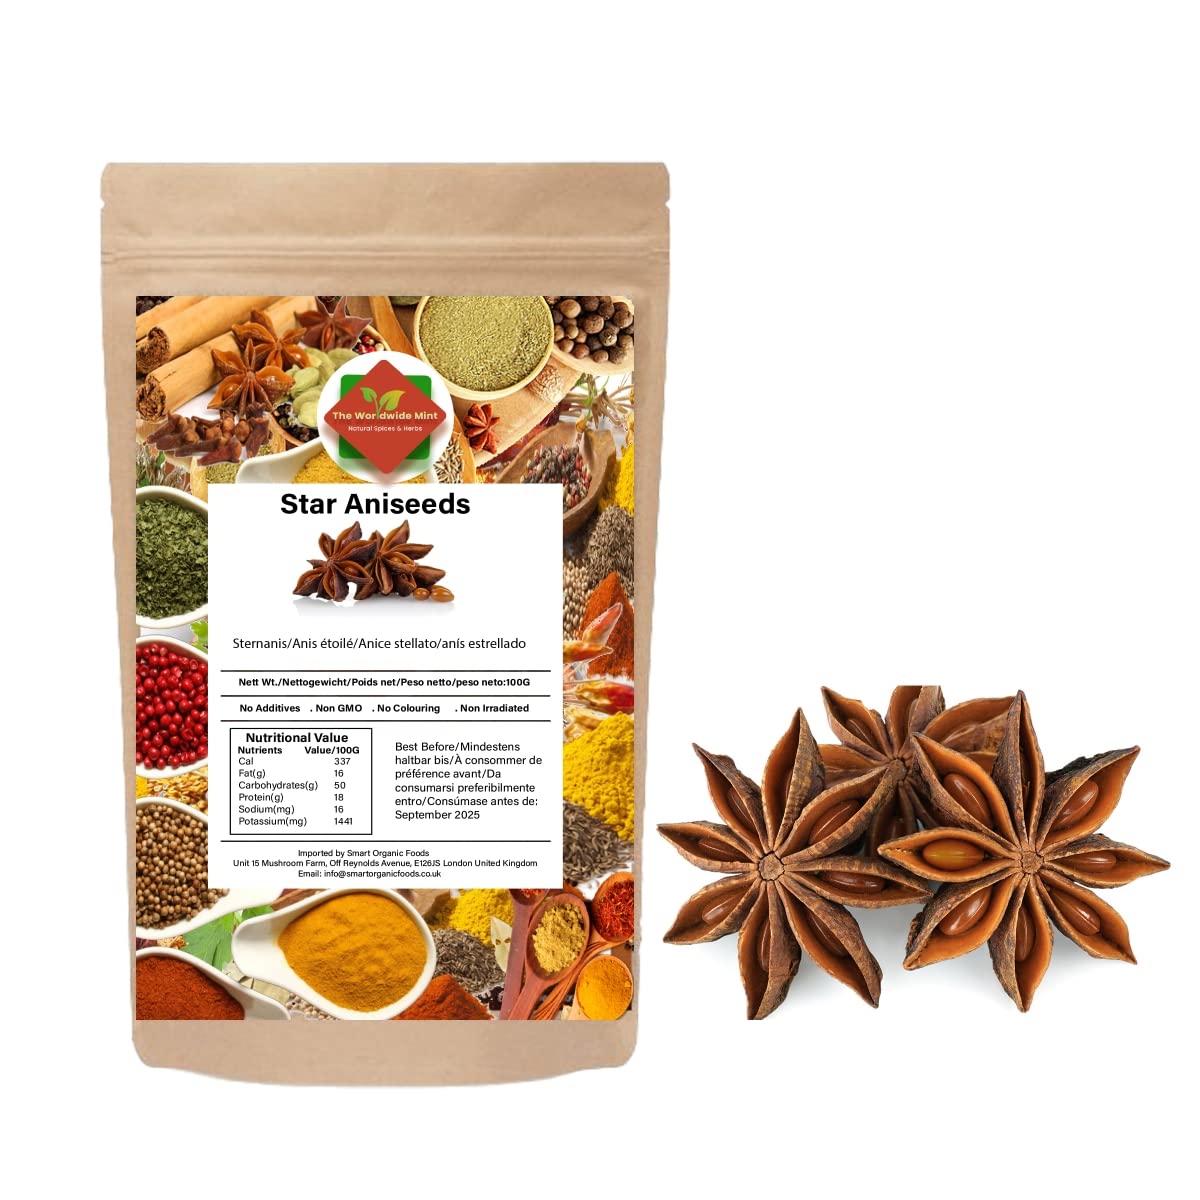 The Worldwide Mint
Natural Spices & Herbs
Star Aniseeds
Sternanis/Anis étoilé/Anice stellato/anís estrellado
Nett Wt./Nettogewicht/Poids net/Peso netto/peso neto:100G
No Additives . Non GMO . No Colouring . Non Irradiated
Nutritional Value
Nutrients Value/100G
Cal 337
Fat(g) 16
Carbohydrates(g) 50
Protein(g) 18
Sodium(mg) 16
Potassium(mg) 1441
Best Before/Mindestens
haltbar bis/À consommer de
préférence avant/Da
consumarsi preferibilmente
entro/Consúmase antes de:
September 2025
Imported by Smart Organic Foods
Unit 15 Mushroom Farm, Off Reynolds Avenue, E126JS London United Kingdom
Email: info@smartorganicfoods.co.uk